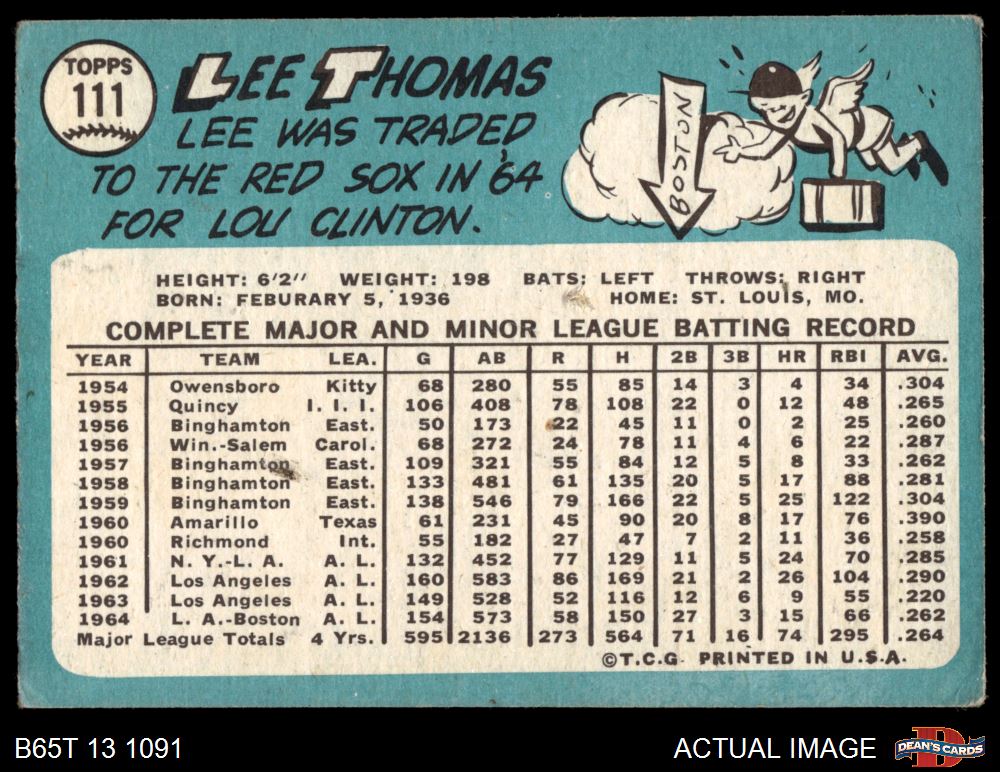 TOPPS
111
LEE THOMAS
LEE WAS TRADED
TO THE RED SOX IN '64
FOR LOU CLINTON.
BOSTON
HEIGHT: 6'2" WEIGHT: 198 BATS: LEFT THROWS: RIGHT
BORN: FEBURARY 5, 1936 HOME: ST. LOUIS, MO.
COMPLETE MAJOR AND MINOR LEAGUE BATTING RECORD
YEAR TEAM LEA. G AB R H 2B 3B HR RBI AVG.
1954 Owensboro Kitty 68 280 55 85 14 3 4 34 .304
1955 Quincy I. I. I. 106 408 78 108 22 0 12 48 .265
1956 Binghamton East. 50 173 22 45 11 0 2 25 .260
1956 Win.-Salem Carol. 68 272 24 78 11 4 6 22 .287
1957 Binghamton East. 109 321 55 84 12 5 8 33 .262
1958 Binghamton East. 133 481 61 135 20 5 17 88 .281
1959 Binghamton East. 138 546 79 166 22 5 25 122 .304
1960 Amarillo Texas 61 231 45 90 20 8 17 76 .390
1960 Richmond Int. 55 182 27 47 7 2 11 36 .258
1961 N. Y.-L. A. A. L. 132 452 77 129 11 5 24 70 .285
1962 Los Angeles A. L. 160 583 86 169 21 2 26 104 .290
1963 Los Angeles A. L. 149 528 52 116 12 6 9 55 .220
1964 L. A.-Boston A. L. 154 573 58 150 27 3 15 66 .262
Major League Totals 4 Yrs. 595 2136 273 564 71 16 74 295 .264
©T.C.G. PRINTED IN U.S.A.
B65T 13 1091 ACTUAL IMAGE DEAN'S CARDS